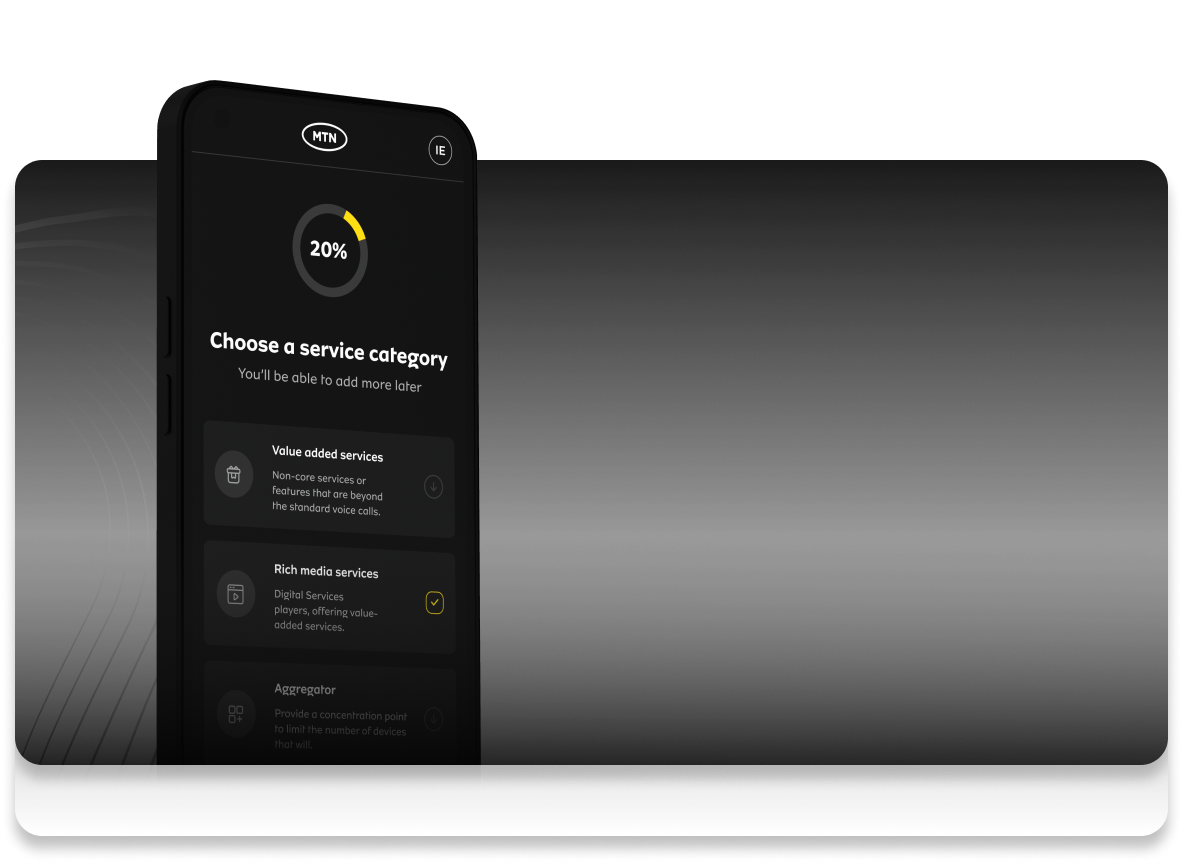 MTN
IE
20%
Choose a service category
You'll be able to add more later
Value added services
Non-core services or
features that are beyond
the standard voice calls.
Rich media services
Digital Services
players, offering value-
added services.
Aggregator
Provide a concentration point
to limit the number of devices
that will.